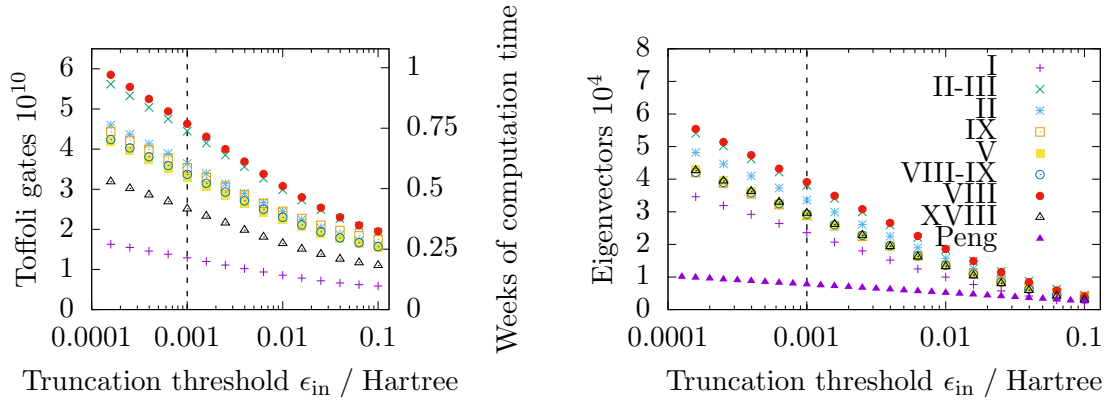 Toffoli gates 10^10
6
5
4
3
2
1
0
0.0001 0.001 0.01 0.1
Truncation threshold ϵ_in / Hartree
1
0.75
0.5
0.25
0
Weeks of computation time
Eigenvectors 10^4
8
7
6
5
4
3
2
1
0
0.0001 0.001 0.01 0.1
Truncation threshold ϵ_in / Hartree
I
II-III
II
IX
V
VIII-IX
VIII
XVIII
Peng